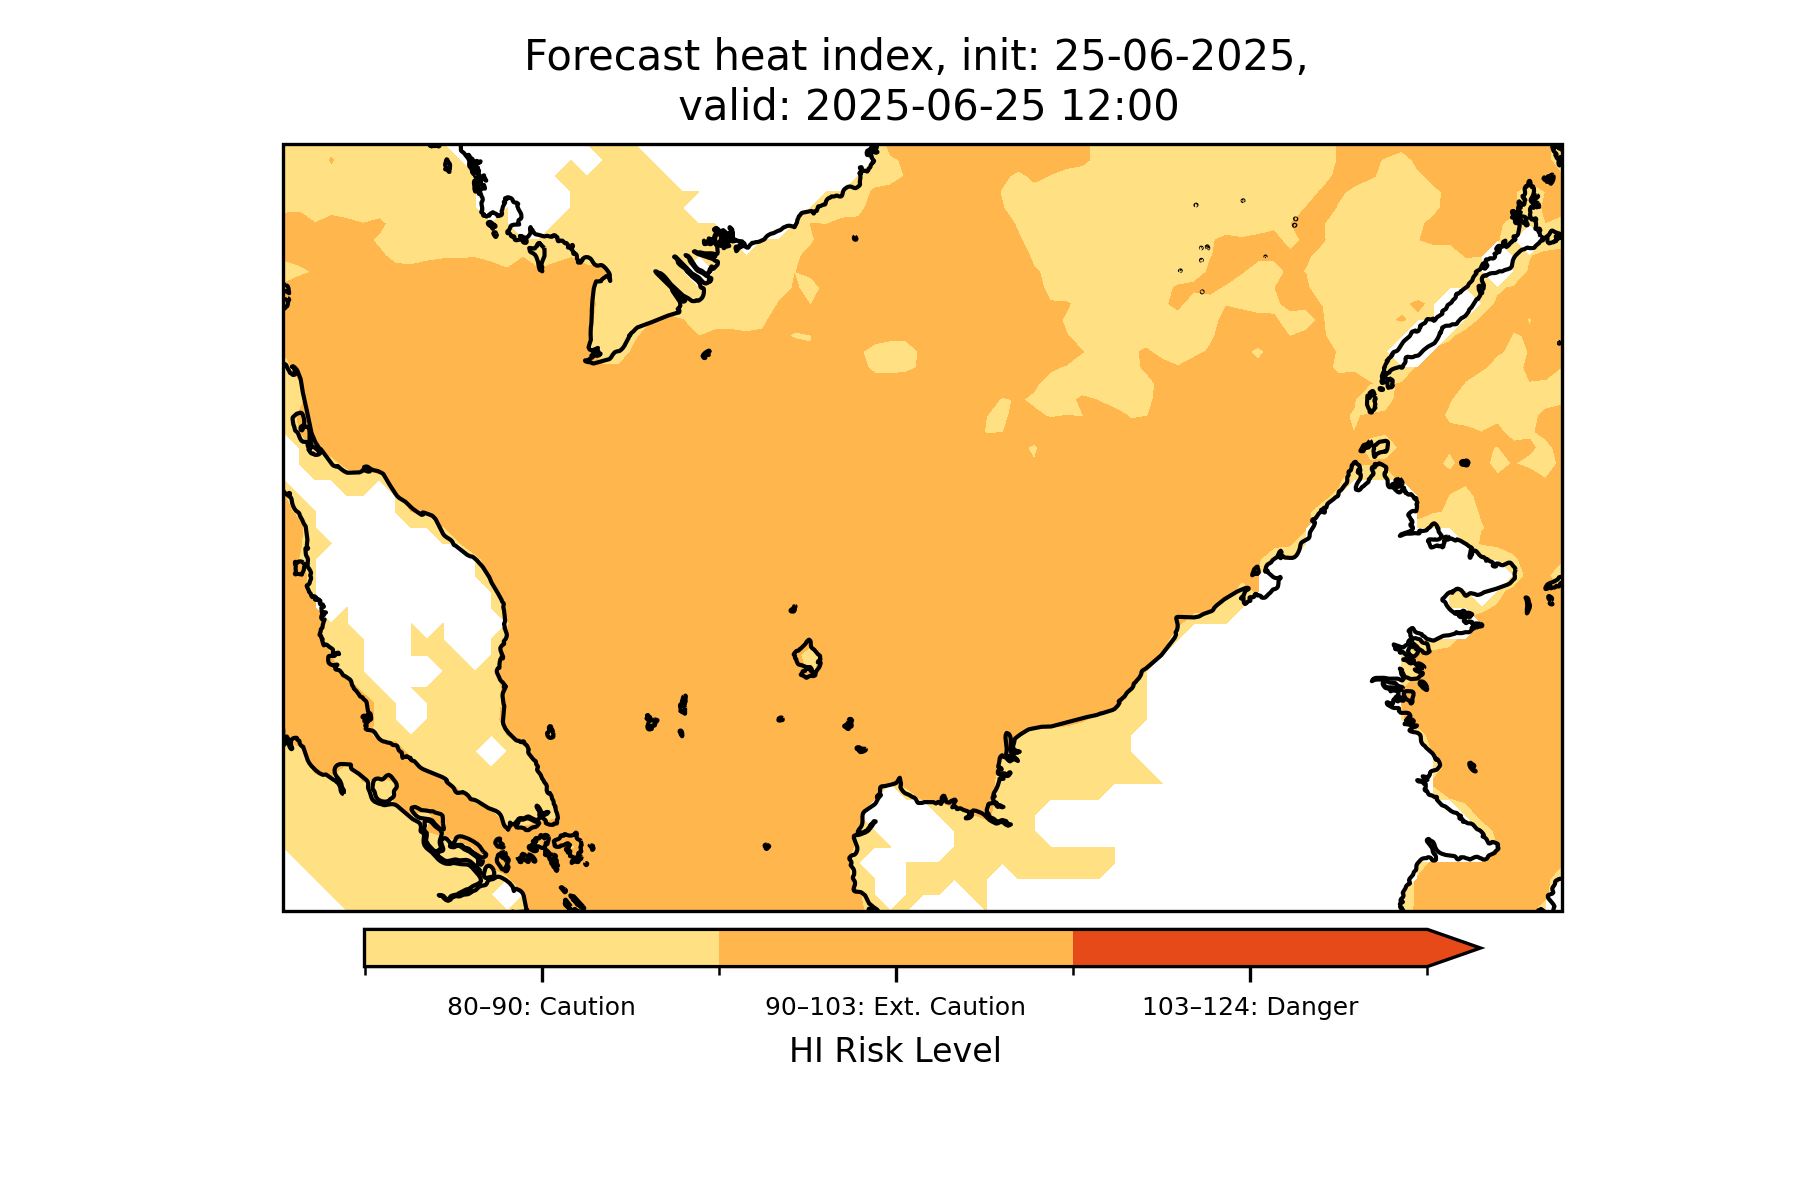 Forecast heat index, init: 25-06-2025,
valid: 2025-06-25 12:00
80–90: Caution
90–103: Ext. Caution
103–124: Danger
HI Risk Level